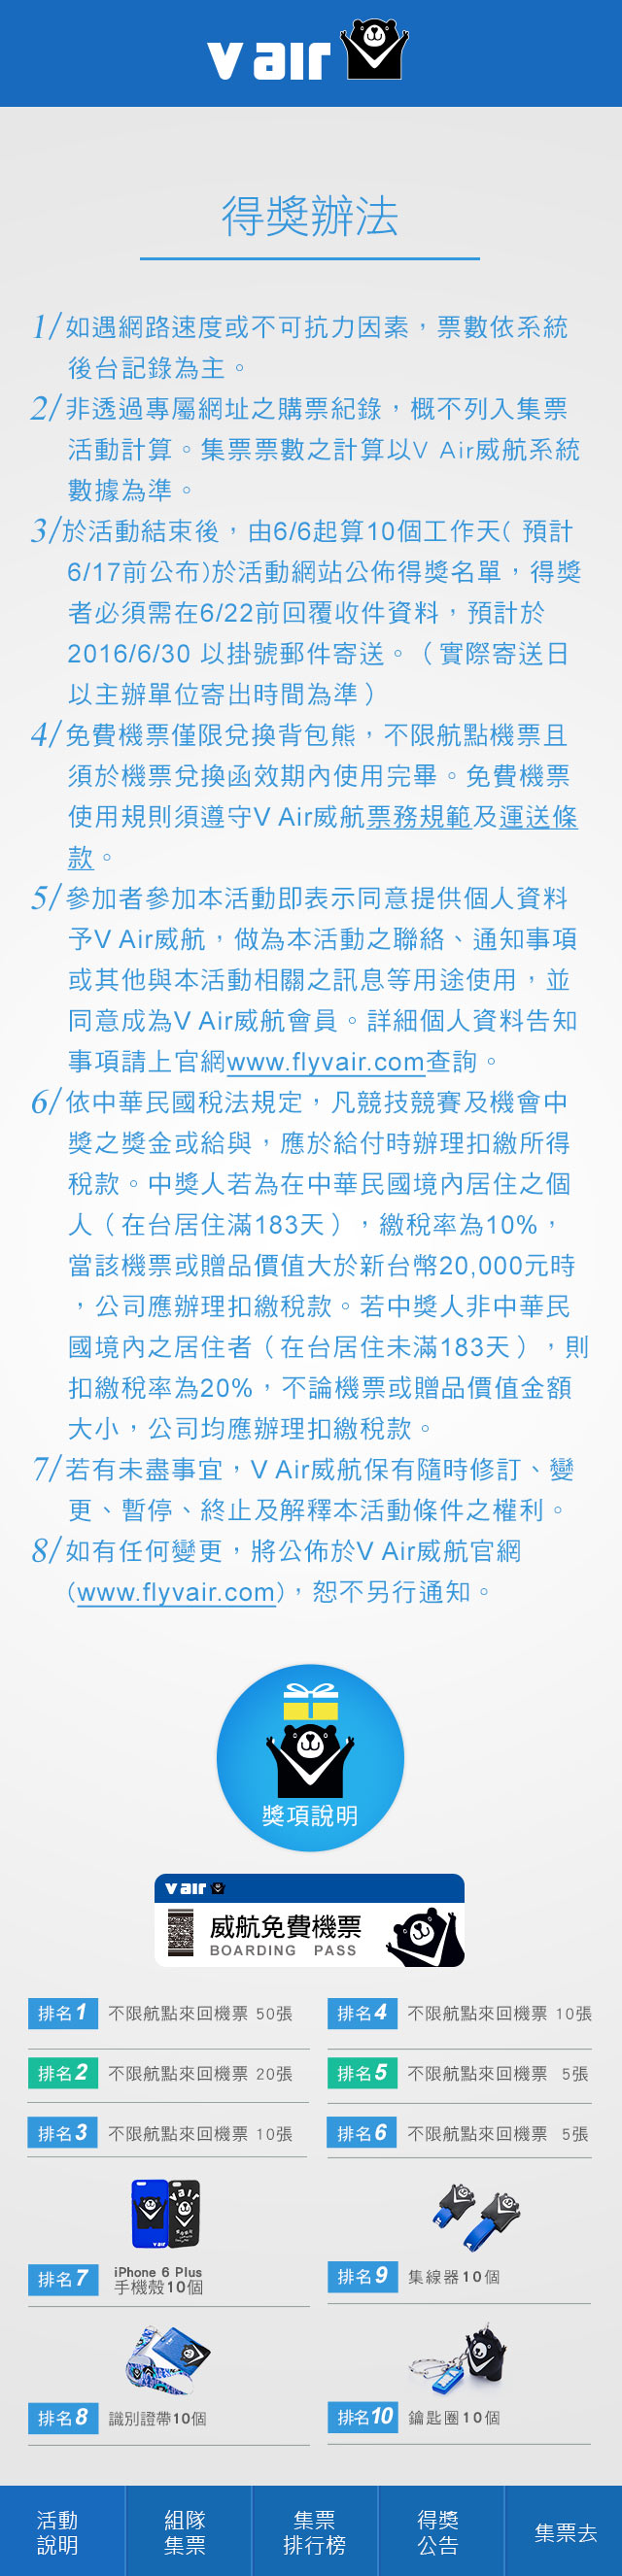 V air
得獎辦法
1/如遇網路速度或不可抗力因素，票數依系統
後台記錄為主。
2/非透過專屬網址之購票紀錄，概不列入集票
活動計算。集票票數之計算以V Air威航系統
數據為準。
3/於活動結束後，由6/6起算10個工作天( 預計
6/17前公布)於活動網站公佈得獎名單，得獎
者必須需在6/22前回覆收件資料，預計於
2016/6/30 以掛號郵件寄送。（實際寄送日
以主辦單位寄出時間為準）
4/免費機票僅限兌換背包熊，不限航點機票且
須於機票兌換函效期內使用完畢。免費機票
使用規則須遵守V Air威航票務規範及運送條
款。
5/參加者參加本活動即表示同意提供個人資料
予V Air威航，做為本活動之聯絡、通知事項
或其他與本活動相關之訊息等用途使用，並
同意成為V Air威航會員。詳細個人資料告知
事項請上官網www.flyvair.com查詢。
6/依中華民國稅法規定，凡競技競賽及機會中
獎之獎金或給與，應於給付時辦理扣繳所得
稅款。中獎人若為在中華民國境內居住之個
人（在台居住滿183天），繳稅率為10%，
當該機票或贈品價值大於新台幣20,000元時
，公司應辦理扣繳稅款。若中獎人非中華民
國境內之居住者（在台居住未滿183天），則
扣繳稅率為20%，不論機票或贈品價值金額
大小，公司均應辦理扣繳稅款。
7/若有未盡事宜，V Air威航保有隨時修訂、變
更、暫停、終止及解釋本活動條件之權利。
8/如有任何變更，將公佈於V Air威航官網
(www.flyvair.com)，恕不另行通知。
獎項說明
V air
威航免費機票
BOARDING PASS
排名1 不限航點來回機票 50張
排名4 不限航點來回機票 10張
排名2 不限航點來回機票 20張
排名5 不限航點來回機票 5張
排名3 不限航點來回機票 10張
排名6 不限航點來回機票 5張
vair
vair
排名7 iPhone 6 Plus
手機殼10個
排名9 集線器10個
排名8 識別證帶10個
排名10 鑰匙圈10個
活動
說明
組隊
集票
集票
排行榜
得獎
公告
集票去